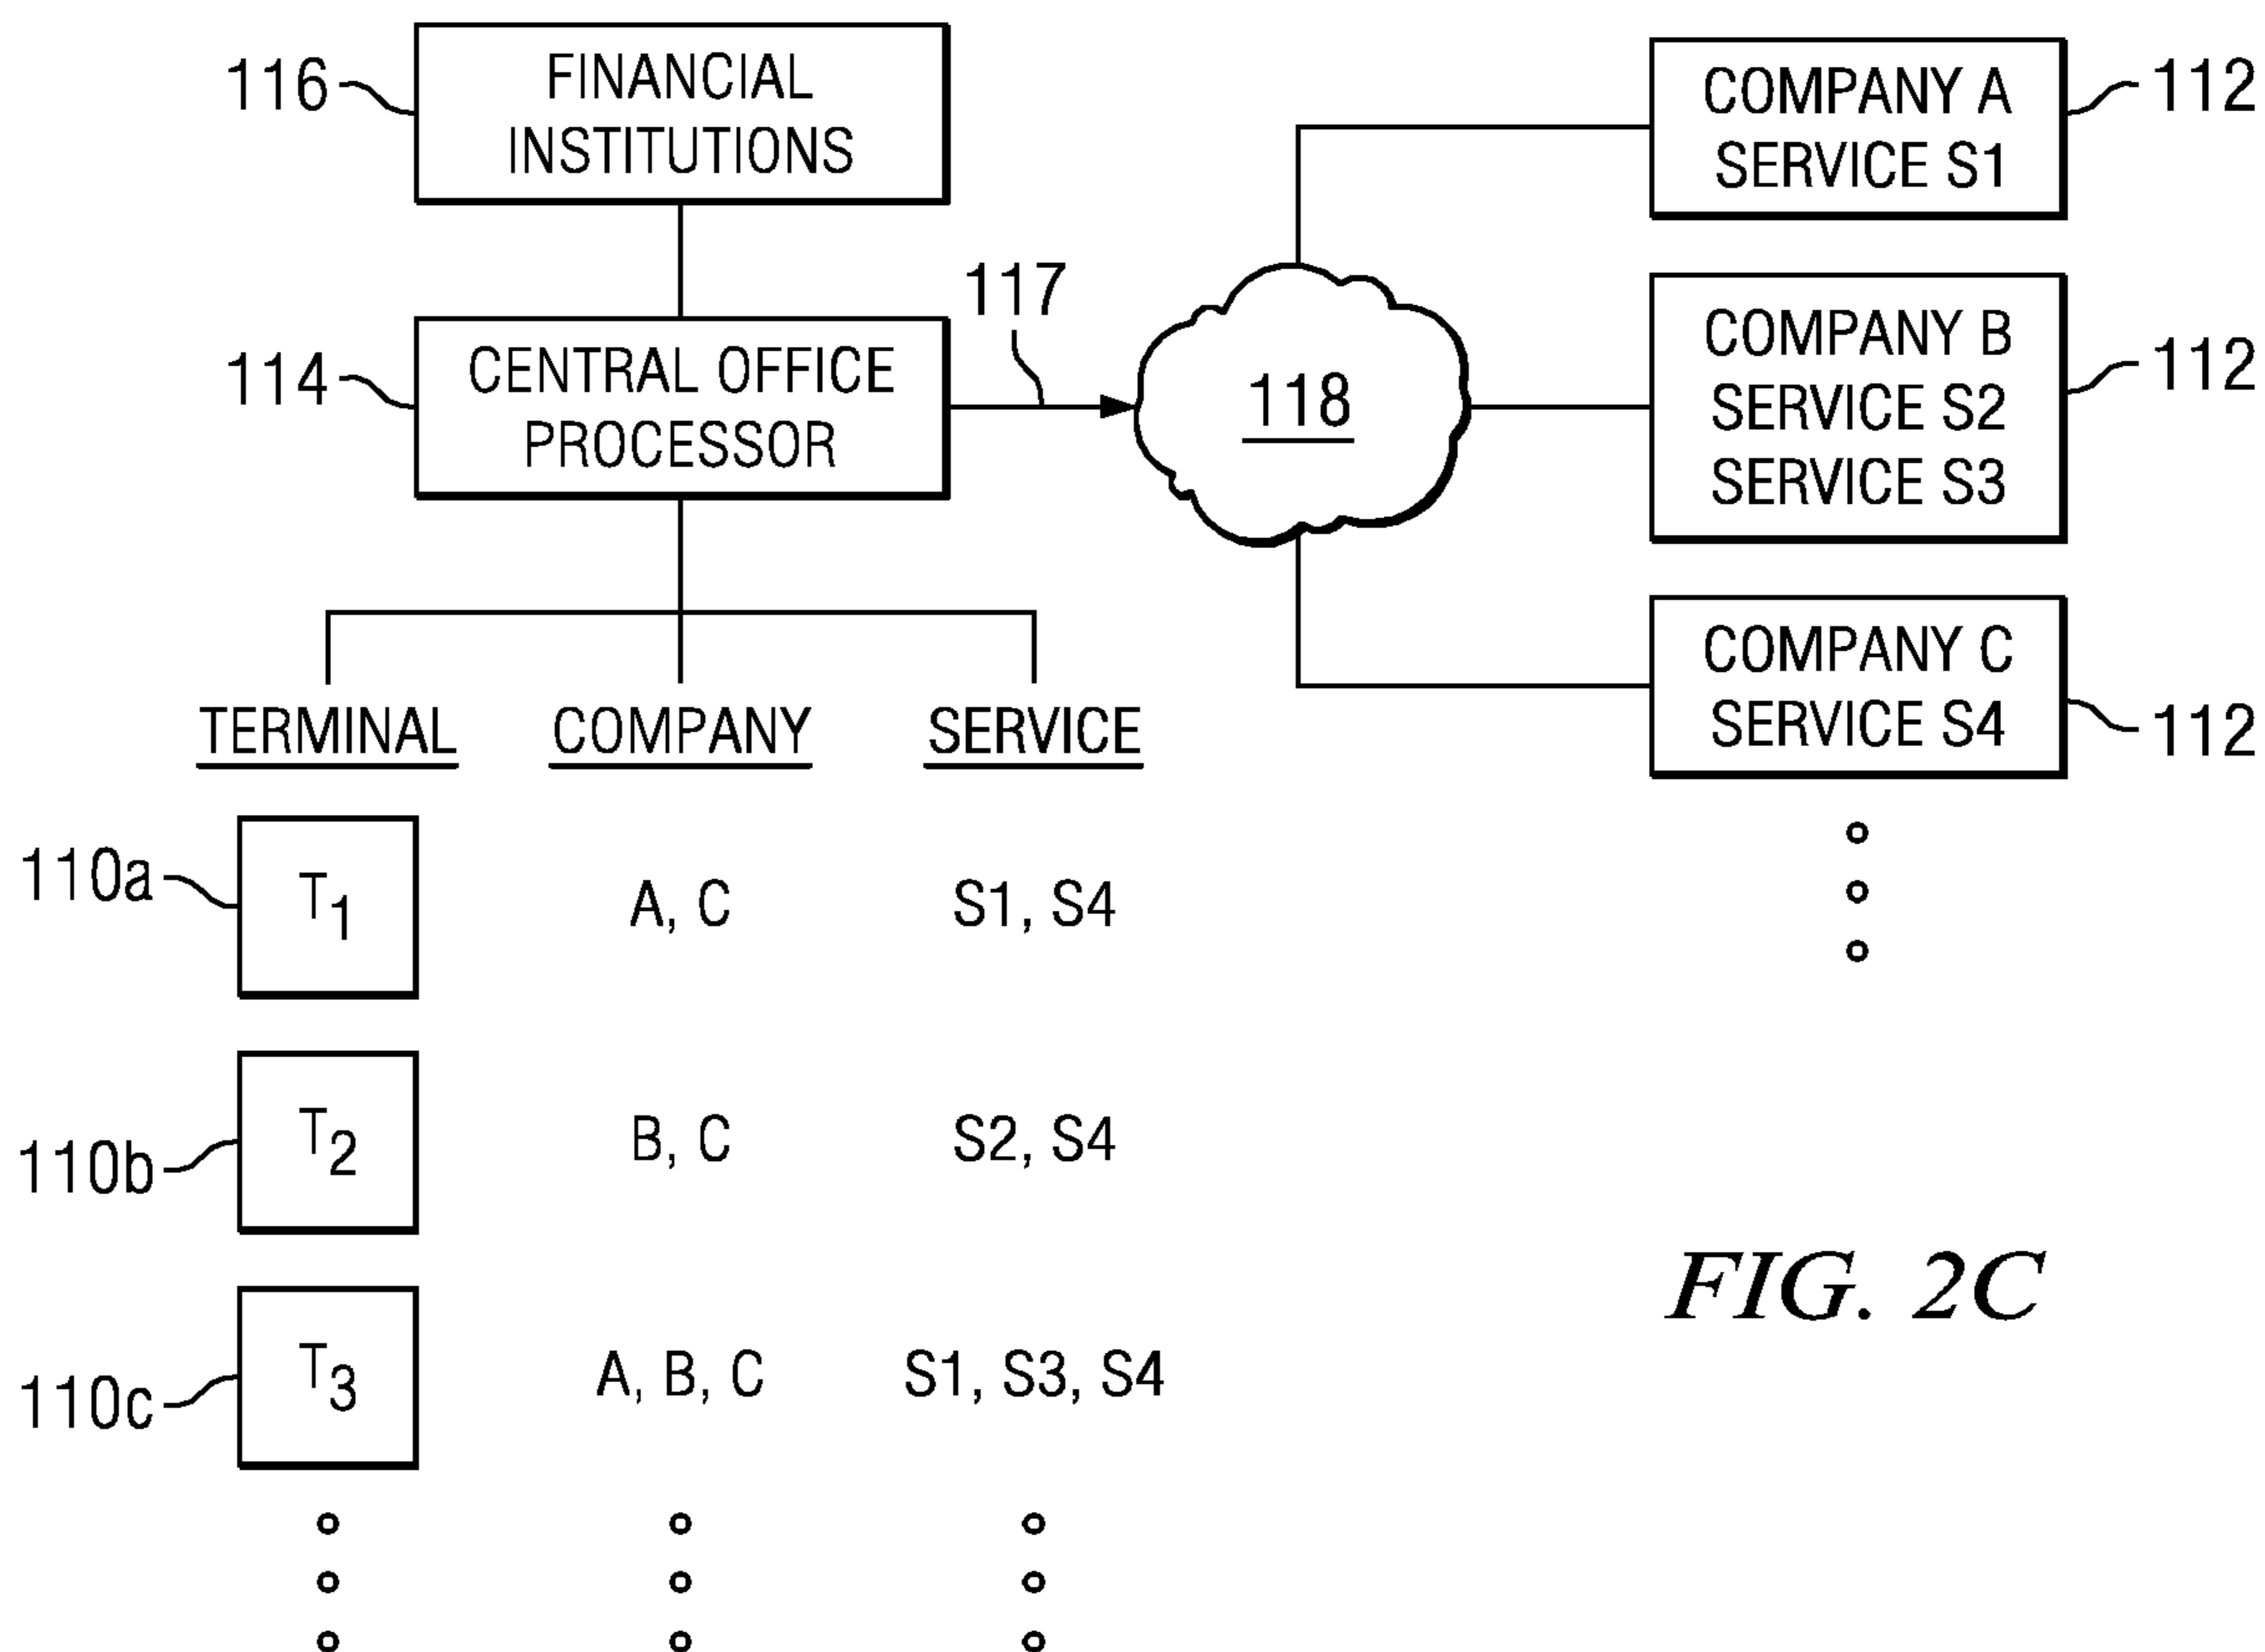 116
FINANCIAL
INSTITUTIONS
COMPANY A
SERVICE S1
112
117
114
CENTRAL OFFICE
PROCESSOR
118
COMPANY B
SERVICE S2
SERVICE S3
112
COMPANY C
SERVICE S4
112
TERMINAL COMPANY SERVICE
110a T1 A, C S1, S4
110b T2 B, C S2, S4
110c T3 A, B, C S1, S3, S4
FIG. 2C